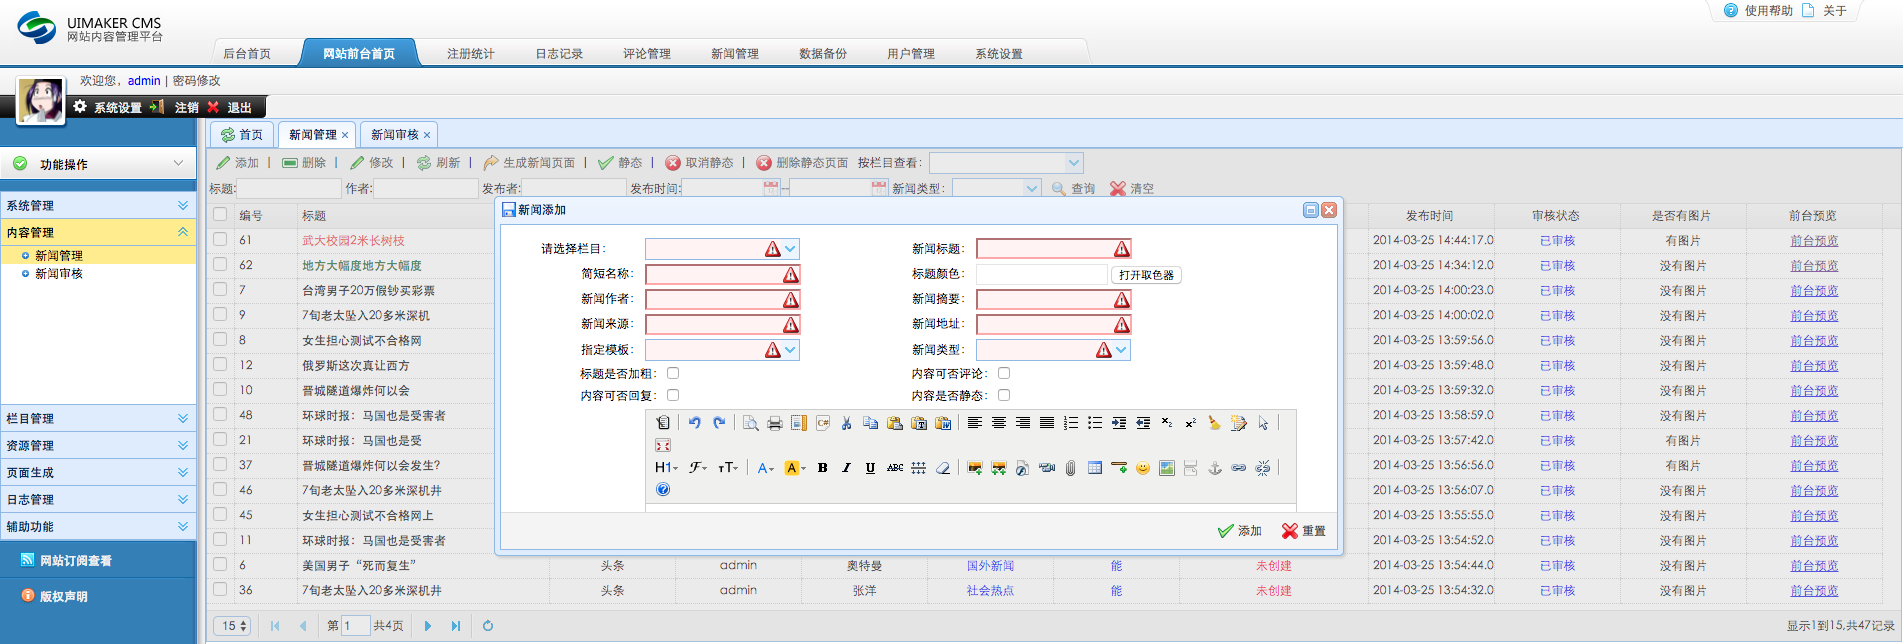 UIMAKER CMS
网站内容管理平台
使用帮助 关于
后台首页 网站前台首页 注册统计 日志记录 评论管理 新闻管理 数据备份 用户管理 系统设置
欢迎您，admin | 密码修改
系统设置 注销 退出
功能操作
系统管理
内容管理
新闻管理
新闻审核
栏目管理
资源管理
页面生成
日志管理
辅助功能
网站订阅查看
版权声明
首页 新闻管理 × 新闻审核 ×
添加 | 删除 | 修改 | 刷新 | 生成新闻页面 | 静态 | 取消静态 | 删除静态页面 按栏目查看：
标题: 作者: 发布者: 发布时间: -- 新闻类型： 查询 清空
编号 标题 发布时间 审核状态 是否有图片 前台预览
61 武大校园2米长树枝 2014-03-25 14:44:17.0 已审核 有图片 前台预览
62 地方大幅度地方大幅度 2014-03-25 14:34:12.0 已审核 没有图片 前台预览
7 台湾男子20万假钞买彩票 2014-03-25 14:00:23.0 已审核 没有图片 前台预览
9 7旬老太坠入20多米深机 2014-03-25 14:00:02.0 已审核 没有图片 前台预览
8 女生担心测试不合格网 2014-03-25 13:59:56.0 已审核 没有图片 前台预览
12 俄罗斯这次真让西方 2014-03-25 13:59:48.0 已审核 没有图片 前台预览
10 晋城隧道爆炸何以会 2014-03-25 13:59:32.0 已审核 没有图片 前台预览
48 环球时报：马国也是受害者 2014-03-25 13:58:59.0 已审核 没有图片 前台预览
21 环球时报：马国也是受 2014-03-25 13:57:42.0 已审核 有图片 前台预览
37 晋城隧道爆炸何以会发生? 2014-03-25 13:56:56.0 已审核 有图片 前台预览
46 7旬老太坠入20多米深机井 2014-03-25 13:56:07.0 已审核 没有图片 前台预览
45 女生担心测试不合格网上 2014-03-25 13:55:55.0 已审核 没有图片 前台预览
11 环球时报：马国也是受害者 2014-03-25 13:54:52.0 已审核 没有图片 前台预览
6 美国男子“死而复生” 头条 admin 奥特曼 国外新闻 能 未创建 2014-03-25 13:54:44.0 已审核 没有图片 前台预览
36 7旬老太坠入20多米深机井 头条 admin 张洋 社会热点 能 未创建 2014-03-25 13:54:32.0 已审核 没有图片 前台预览
15 第 1 共4页 显示1到15,共47记录
新闻添加
请选择栏目： 新闻标题：
简短名称： 标题颜色： 打开取色器
新闻作者： 新闻摘要：
新闻来源： 新闻地址：
指定模板： 新闻类型：
标题是否加粗： 内容可否评论：
内容可否回复： 内容是否静态：
H1 F TT A A B I U ABC
添加 重置